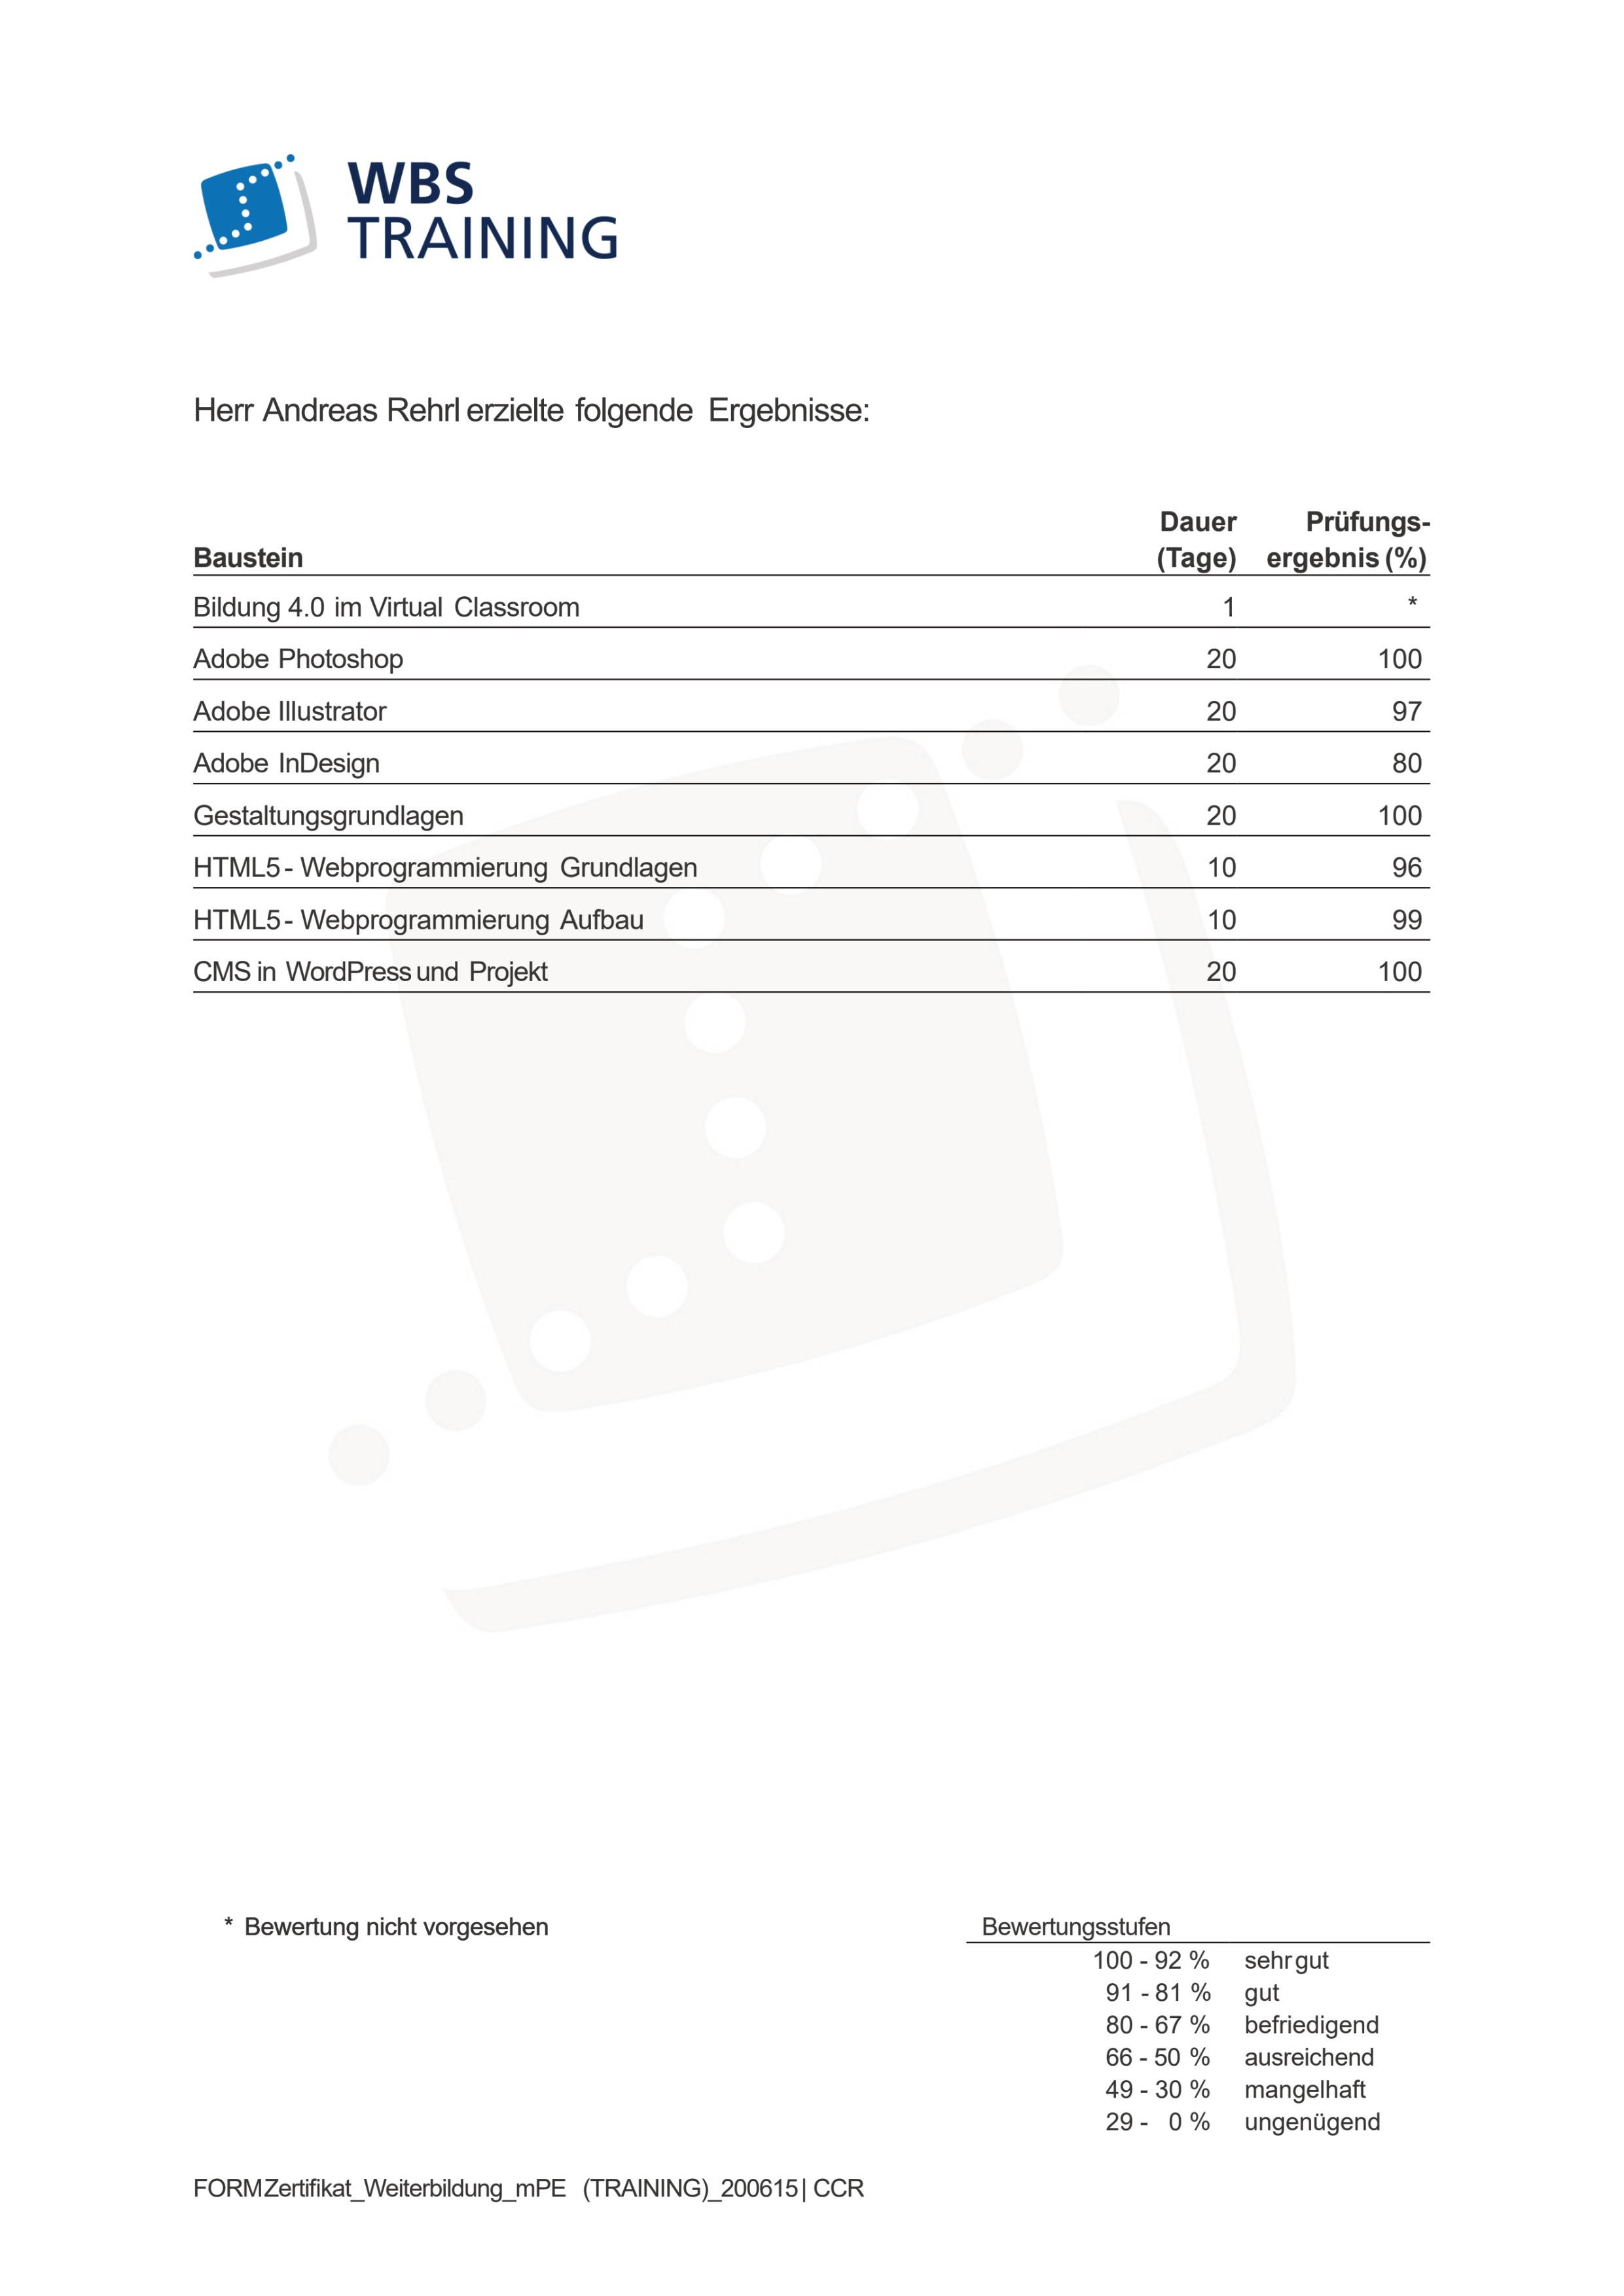 WBS
TRAINING
Herr Andreas Rehrl erzielte folgende Ergebnisse:
Dauer Prüfungs-
Baustein (Tage) ergebnis (%)
Bildung 4.0 im Virtual Classroom 1 *
Adobe Photoshop 20 100
Adobe Illustrator 20 97
Adobe InDesign 20 80
Gestaltungsgrundlagen 20 100
HTML5 - Webprogrammierung Grundlagen 10 96
HTML5 - Webprogrammierung Aufbau 10 99
CMS in WordPress und Projekt 20 100
* Bewertung nicht vorgesehen
Bewertungsstufen
100 - 92 % sehr gut
91 - 81 % gut
80 - 67 % befriedigend
66 - 50 % ausreichend
49 - 30 % mangelhaft
29 - 0 % ungenügend
FORMZertifikat_Weiterbildung_mPE (TRAINING)_200615 | CCR